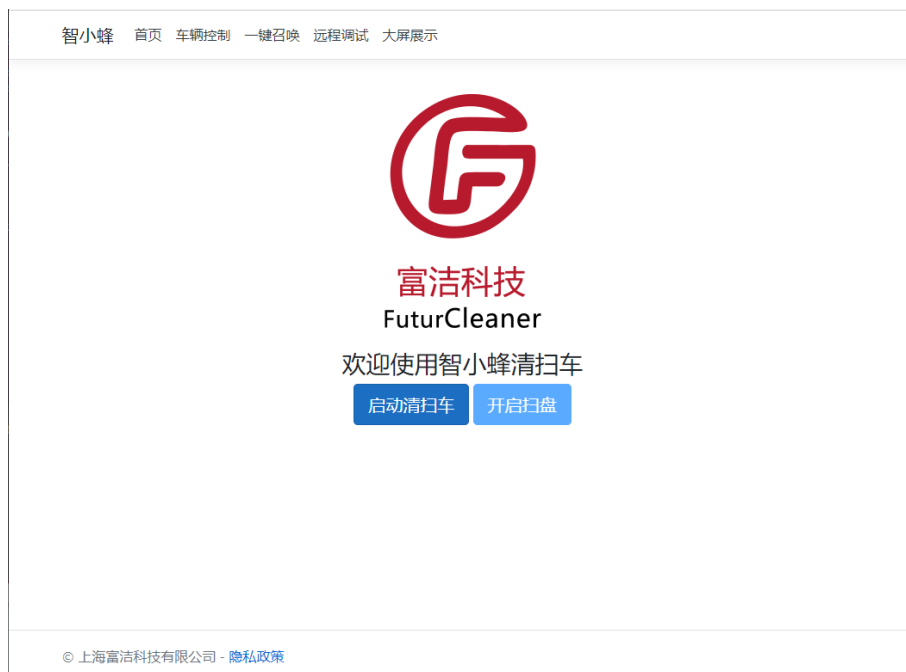 智小蜂 首页 车辆控制 一键召唤 远程调试 大屏展示
富洁科技
FuturCleaner
欢迎使用智小蜂清扫车
启动清扫车 开启扫盘
© 上海富洁科技有限公司 - 隐私政策